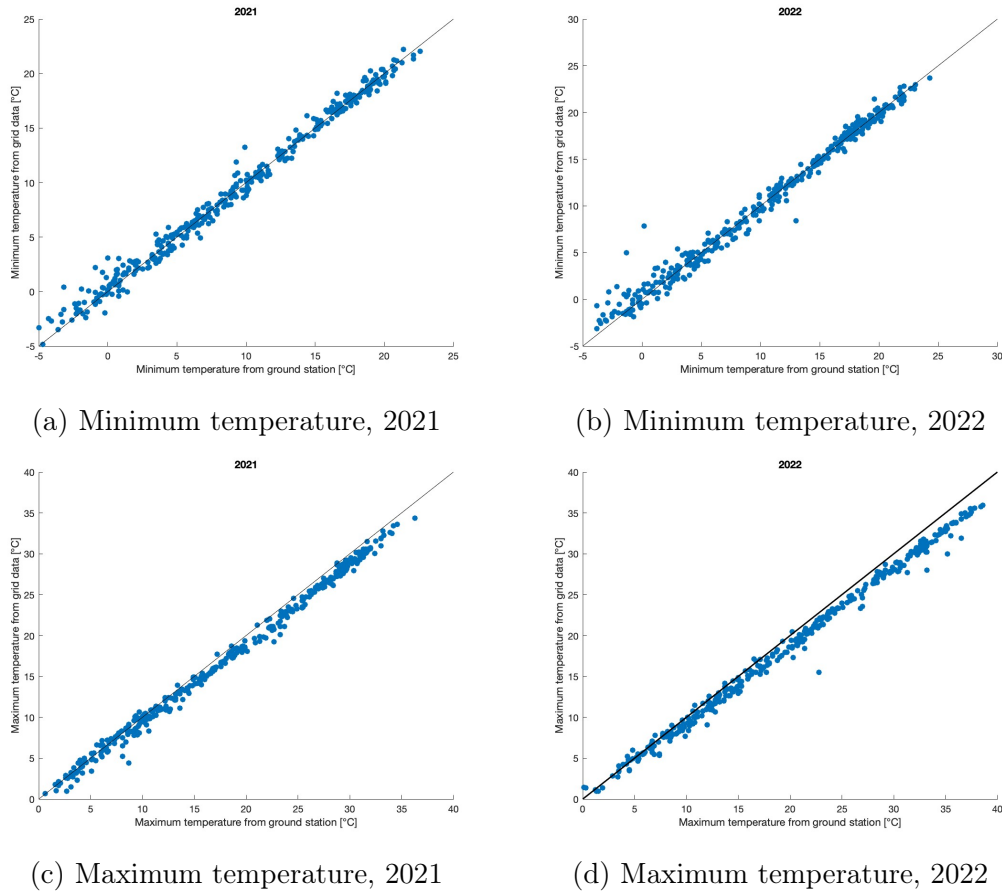 2021
Minimum temperature from grid data [°C]
25
20
15
10
5
0
-5
-5 0 5 10 15 20 25
Minimum temperature from ground station [°C]
(a) Minimum temperature, 2021
2022
Minimum temperature from grid data [°C]
30
25
20
15
10
5
0
-5
-5 0 5 10 15 20 25 30
Minimum temperature from ground station [°C]
(b) Minimum temperature, 2022
2021
Maximum temperature from grid data [°C]
40
35
30
25
20
15
10
5
0
0 5 10 15 20 25 30 35 40
Maximum temperature from ground station [°C]
(c) Maximum temperature, 2021
2022
Maximum temperature from grid data [°C]
40
35
30
25
20
15
10
5
0
0 5 10 15 20 25 30 35 40
Maximum temperature from ground station [°C]
(d) Maximum temperature, 2022